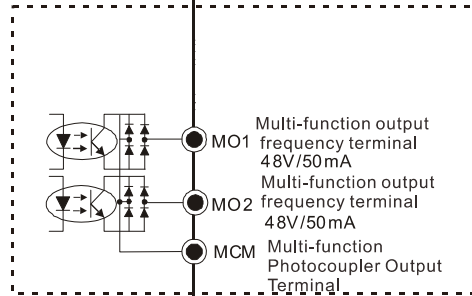 MO1 Multi-function output
frequency terminal
48V/50mA
MO2 Multi-function output
frequency terminal
48V/50mA
MCM Multi-function
Photocoupler Output
Terminal